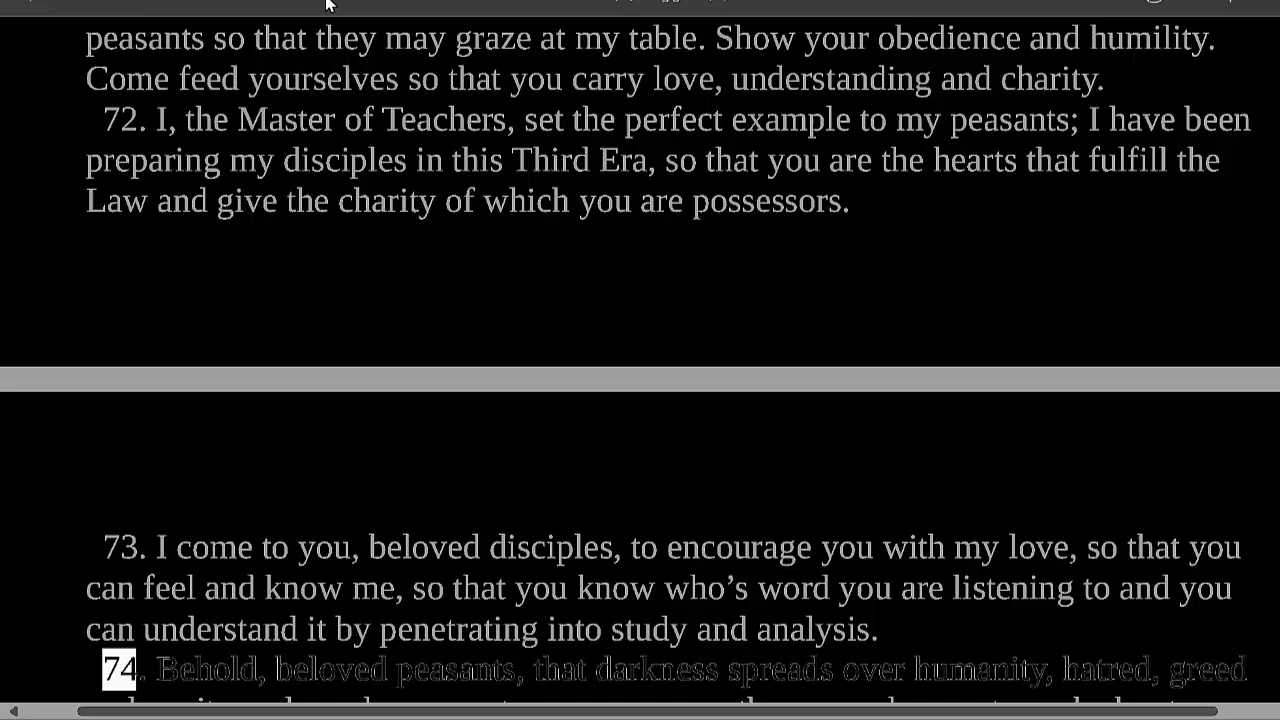 peasants so that they may graze at my table. Show your obedience and humility.
Come feed yourselves so that you carry love, understanding and charity.
72. I, the Master of Teachers, set the perfect example to my peasants; I have been
preparing my disciples in this Third Era, so that you are the hearts that fulfill the
Law and give the charity of which you are possessors.
73. I come to you, beloved disciples, to encourage you with my love, so that you
can feel and know me, so that you know who’s word you are listening to and you
can understand it by penetrating into study and analysis.
74. Behold, beloved peasants, that darkness spreads over humanity, hatred, greed